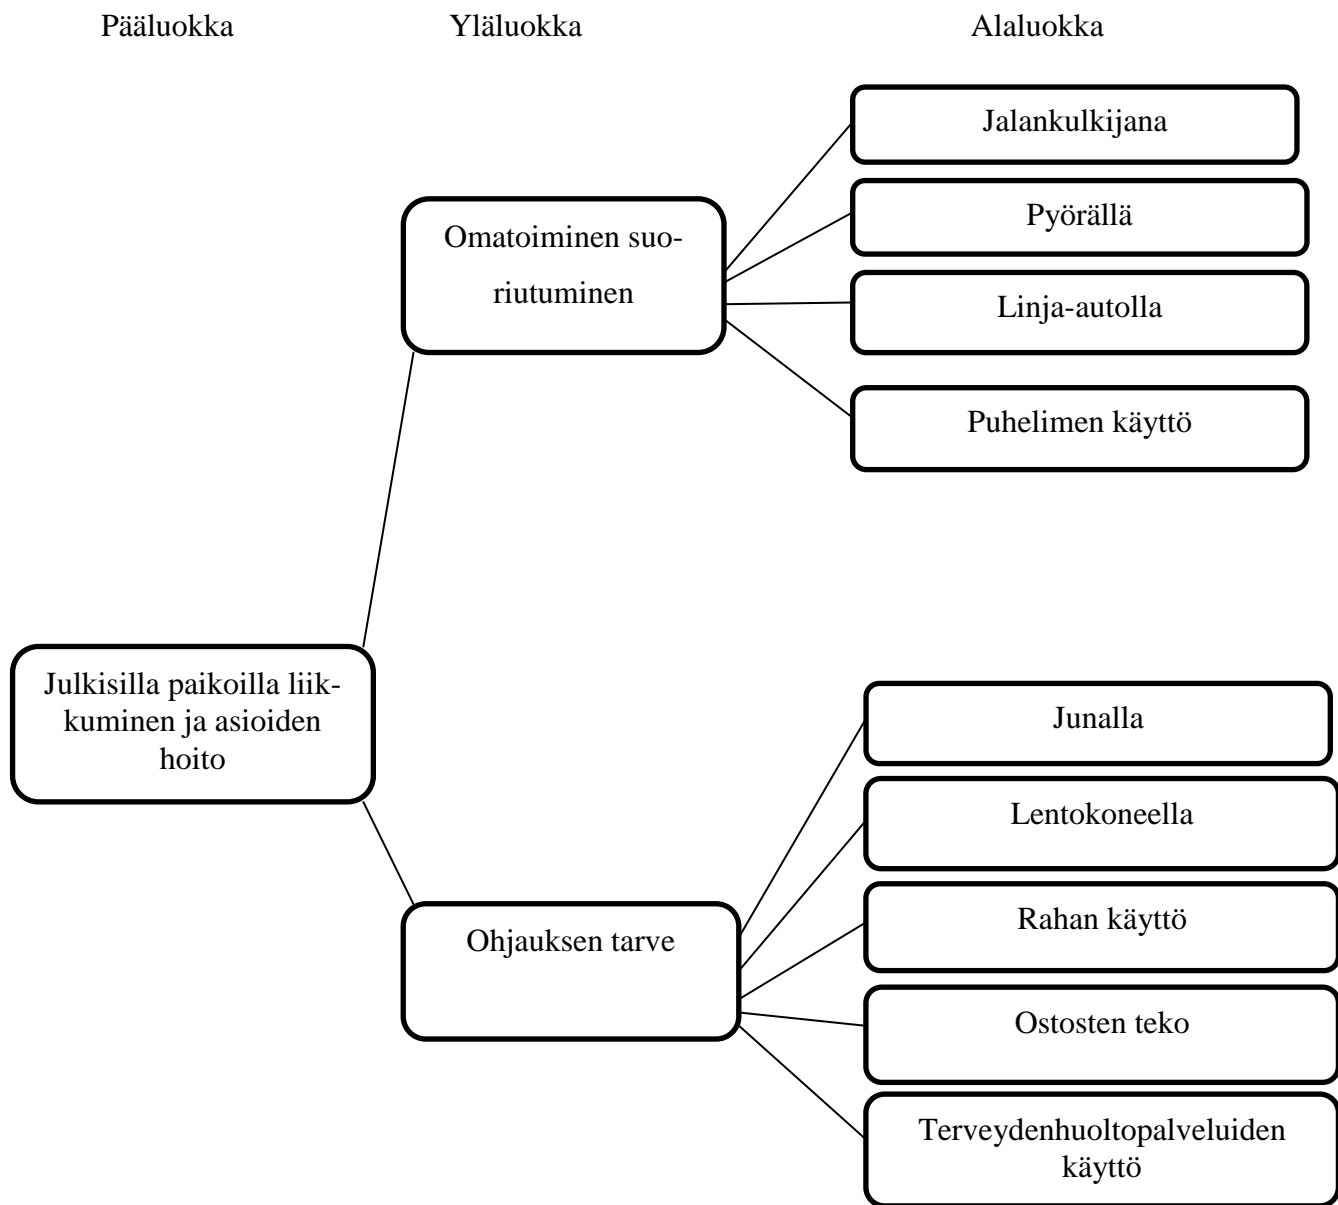 Pääluokka Yläluokka Alaluokka
Jalankulkijana
Pyörällä
Omatoiminen suo-
riutuminen
Linja-autolla
Puhelimen käyttö
Julkisilla paikoilla liik-
kuminen ja asioiden
hoito
Junalla
Lentokoneella
Rahan käyttö
Ohjauksen tarve
Ostosten teko
Terveydenhuoltopalveluiden
käyttö